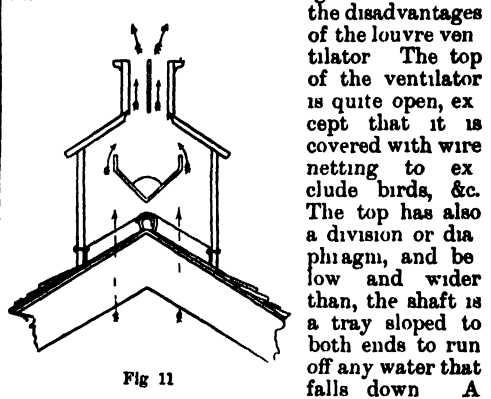 the disadvantages
of the louvre ven
tilator The top
of the ventilator
is quite open, ex
cept that it is
covered with wire
netting to ex
clude birds, &c.
The top has also
a division or dia
phragm, and be
low and wider
than, the shaft is
a tray sloped to
both ends to run
off any water that
falls down A
Fig 11